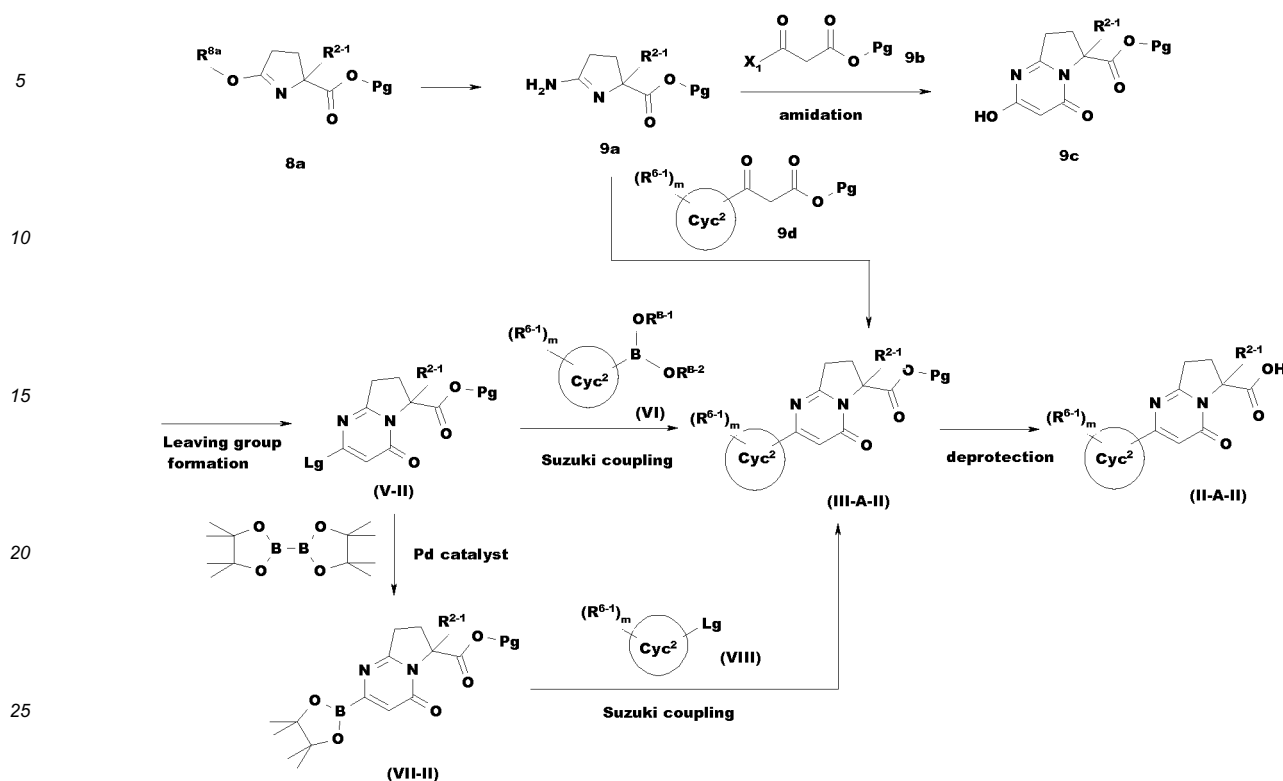 5
R8a
O
N
R2-1
O
Pg
O
8a
H2N
N
R2-1
O
Pg
O
9a
O
O
X1
O
Pg
9b
amidation
R2-1
N
N
O
Pg
O
HO
O
9c
(R6-1)m
O
O
Cyc2
O
Pg
9d
10
(R6-1)m
ORB-1
B
ORB-2
Cyc2
(VI)
15
Leaving group
formation
R2-1
N
N
O
Pg
O
Lg
O
(V-II)
Suzuki coupling
(R6-1)m
R2-1
N
N
O
Pg
O
Cyc2
O
(III-A-II)
deprotection
(R6-1)m
R2-1
N
N
OH
O
Cyc2
O
(II-A-II)
20
O
O
B
B
O
O
Pd catalyst
R2-1
N
N
O
Pg
O
O
B
O
O
(VII-II)
(R6-1)m
Lg
Cyc2
(VIII)
25
Suzuki coupling